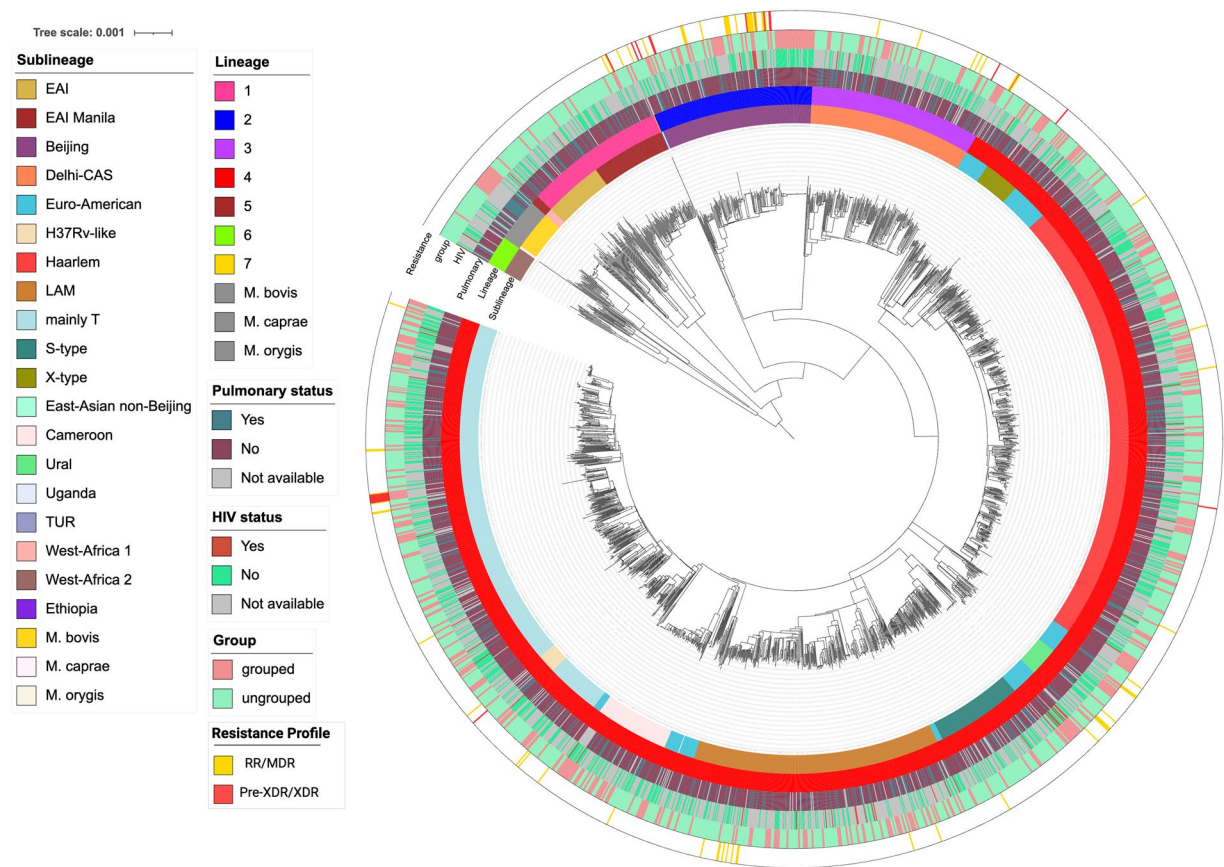 Tree scale: 0.001
Sublineage
EAI
EAI Manila
Beijing
Delhi-CAS
Euro-American
H37Rv-like
Haarlem
LAM
mainly T
S-type
X-type
East-Asian non-Beijing
Cameroon
Ural
Uganda
TUR
West-Africa 1
West-Africa 2
Ethiopia
M. bovis
M. caprae
M. orygis
Lineage
1
2
3
4
5
6
7
M. bovis
M. caprae
M. orygis
Pulmonary status
Yes
No
Not available
HIV status
Yes
No
Not available
Group
grouped
ungrouped
Resistance Profile
RR/MDR
Pre-XDR/XDR
Resistance
group
HIV
Pulmonary
Lineage
Sublineage